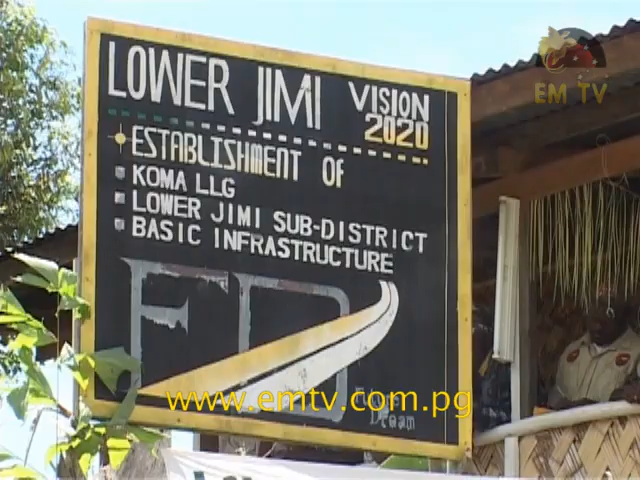 EM TV
LOWER JIMI VISION 2020
ESTABLISHMENT OF
KOMA LLG
LOWER JIMI SUB-DISTRICT
BASIC INFRASTRUCTURE
www.emtv.com.pg
Dream